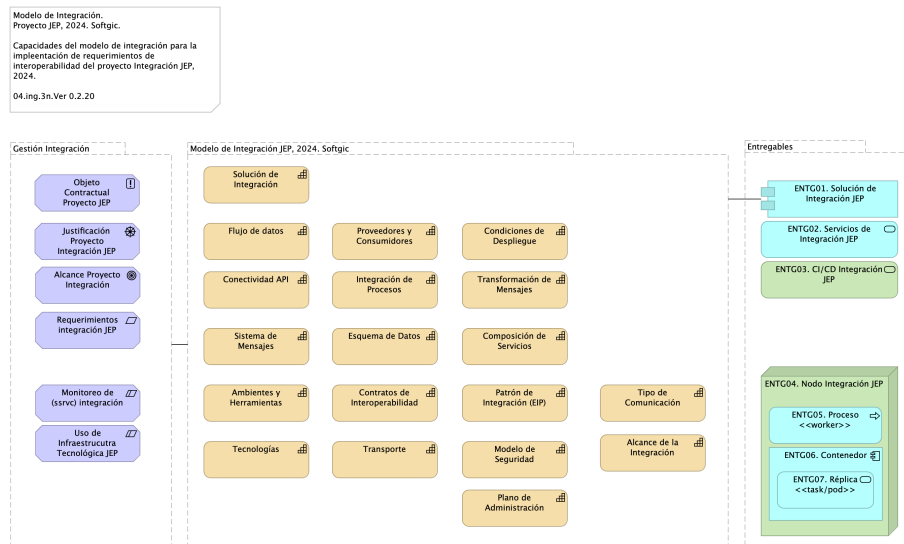 Modelo de Integración.
Proyecto JEP, 2024. Softgic.
Capacidades del modelo de integración para la
impleentación de requerimientos de
interoperabilidad del proyecto Integración JEP,
2024.
04.ing.3n.Ver 0.2.20
Gestión Integración
Objeto
Contractual
Proyecto JEP
Justificación
Proyecto
Integración JEP
Alcance Proyecto
Integración
Requerimientos
integración JEP
Monitoreo de
(ssrvc) integración
Uso de
Infraestrucutra
Tecnológica JEP
Modelo de Integración JEP, 2024. Softgic
Solución de
Integración
Flujo de datos
Proveedores y
Consumidores
Condiciones de
Despliegue
Conectividad API
Integración de
Procesos
Transformación de
Mensajes
Sistema de
Mensajes
Esquema de Datos
Composición de
Servicios
Ambientes y
Herramientas
Contratos de
Interoperabilidad
Patrón de
Integración (EIP)
Tipo de
Comunicación
Tecnologías
Transporte
Modelo de
Seguridad
Alcance de la
Integración
Plano de
Administración
Entregables
ENTG01. Solución de
Integración JEP
ENTG02. Servicios de
Integración JEP
ENTG03. CI/CD Integración
JEP
ENTG04. Nodo Integración JEP
ENTG05. Proceso
<<worker>>
ENTG06. Contenedor
ENTG07. Réplica
<<task/pod>>